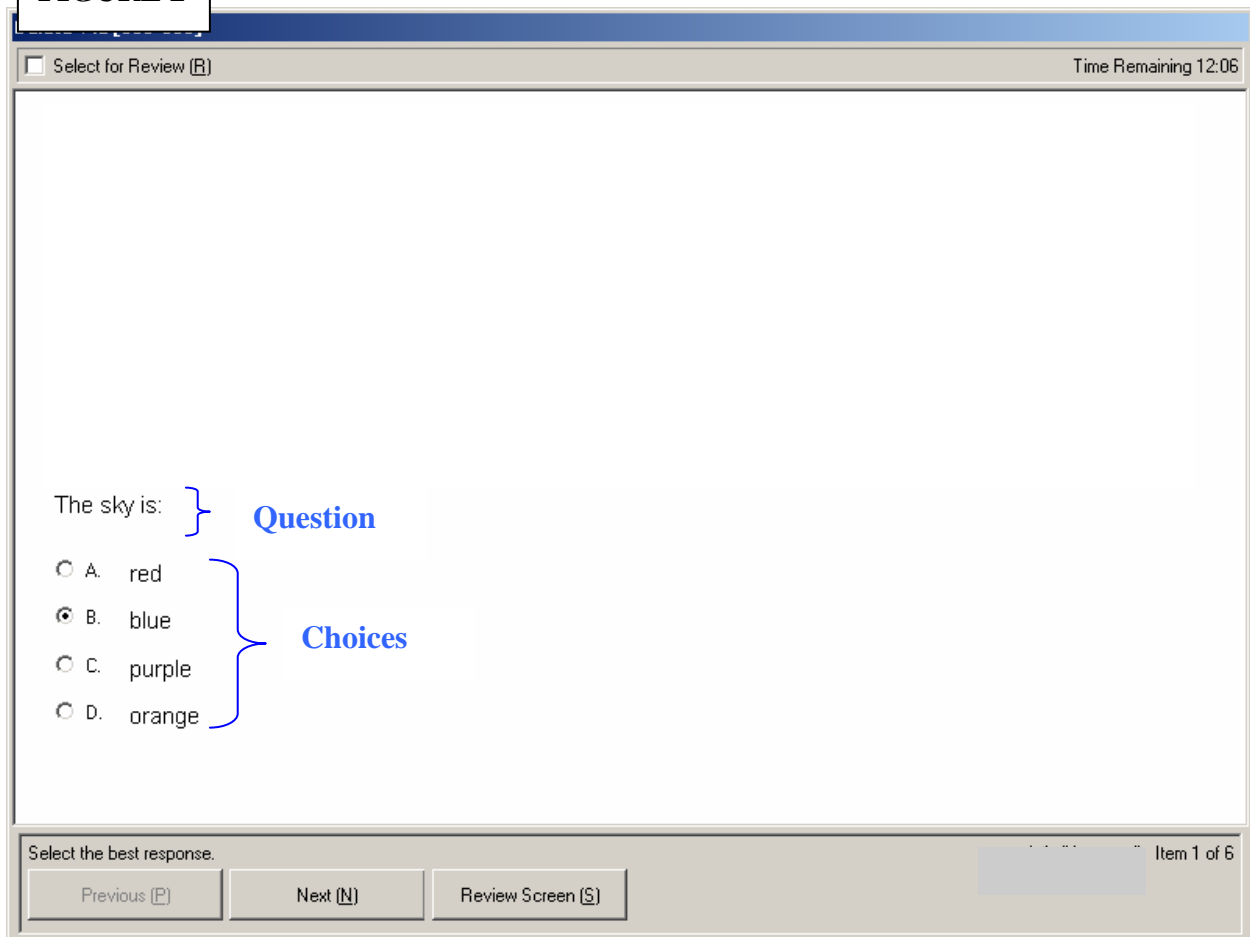 Select for Review (R)
Time Remaining 12:06
The sky is:
Question
A. red
B. blue
C. purple
D. orange
Choices
Select the best response.
Item 1 of 6
Previous (P)
Next (N)
Review Screen (S)